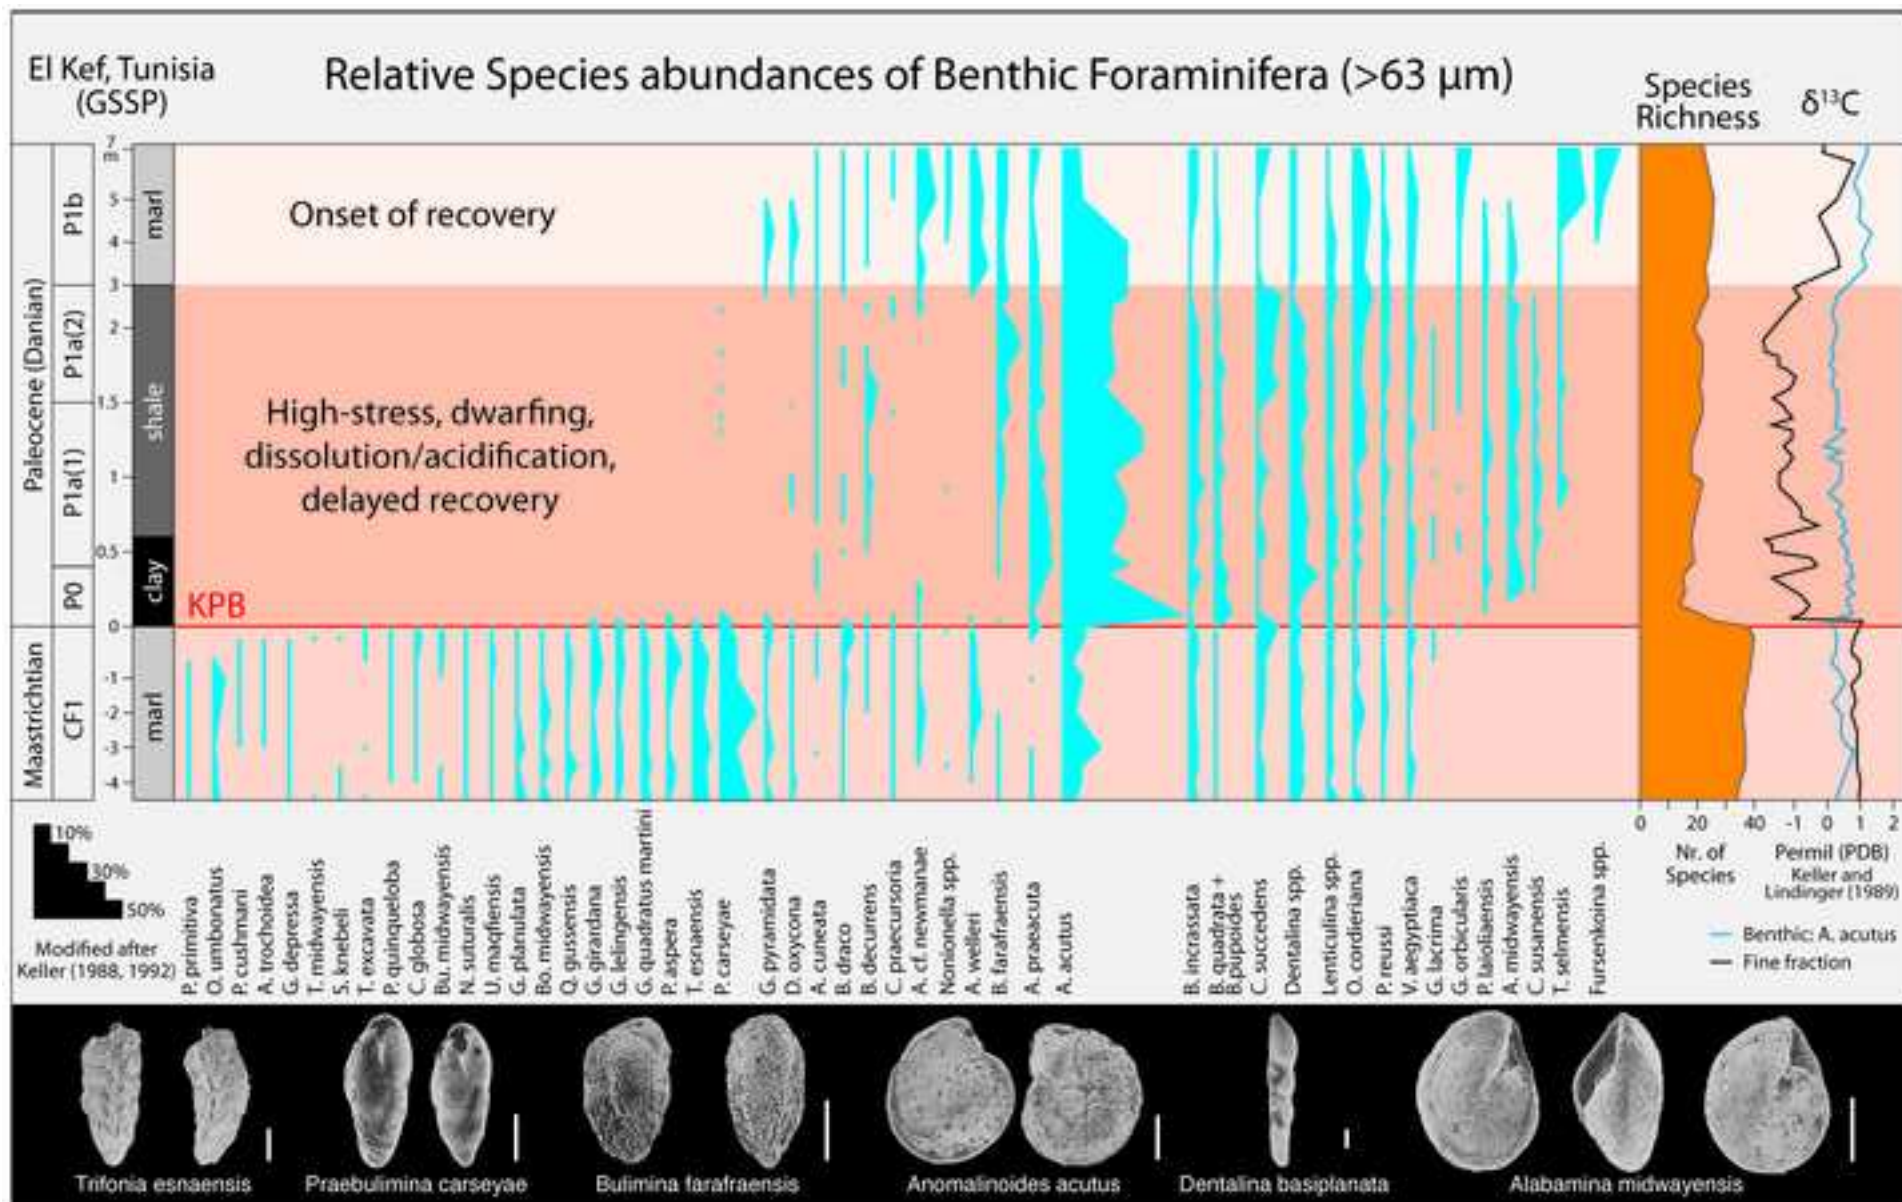 El Kef, Tunisia
(GSSP)
Relative Species abundances of Benthic Foraminifera (>63 µm)
Species
Richness
δ¹³C
7
m
5
4
3
2
1.5
1
0.5
0
-1
-2
-3
-4
Paleocene (Danian)
Maastrichtian
P1b
P1a(2)
P1a(1)
P0
CF1
marl
shale
clay
marl
Onset of recovery
High-stress, dwarfing,
dissolution/acidification,
delayed recovery
KPB
10%
30%
50%
Modified after
Keller (1988, 1992)
P. primitiva
O. umbonatus
P. cushmani
A. trochoidea
G. depressa
T. midwayensis
S. knebeli
T. excavata
P. quinqueloba
C. globosa
Bu. midwayensis
N. suturalis
U. maqfiensis
G. planulata
Bo. midwayensis
Q. gussensis
G. girardana
G. lelingensis
G. quadratus martini
P. aspera
T. esnaensis
P. carseyae
G. pyramidata
D. oxycona
A. cuneata
B. draco
B. decurrens
C. praecursoria
A. cf. newmanae
Nonionella spp.
A. welleri
B. farafraensis
A. praeacuta
A. acutus
B. incrassata
B. quadrata +
B.pupoides
C. succedens
Dentalina spp.
Lenticulina spp.
O. cordieriana
P. reussi
V. aegyptiaca
G. lacrima
G. orbicularis
P. laioliaensis
A. midwayensis
C. susanensis
T. selmensis
Fursenkoina spp.
0 20 40 -1 0 1 2
Nr. of
Species
Permil (PDB)
Keller and
Lindinger (1989)
Benthic: A. acutus
Fine fraction
Trifonia esnaensis
Praebulimina carseyae
Bulimina farafraensis
Anomalinoides acutus
Dentalina basiplanata
Alabamina midwayensis